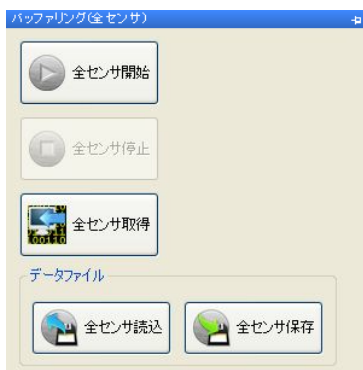 バッファリング(全センサ)
全センサ開始
全センサ停止
全センサ取得
00110
データファイル
全センサ読込
全センサ保存